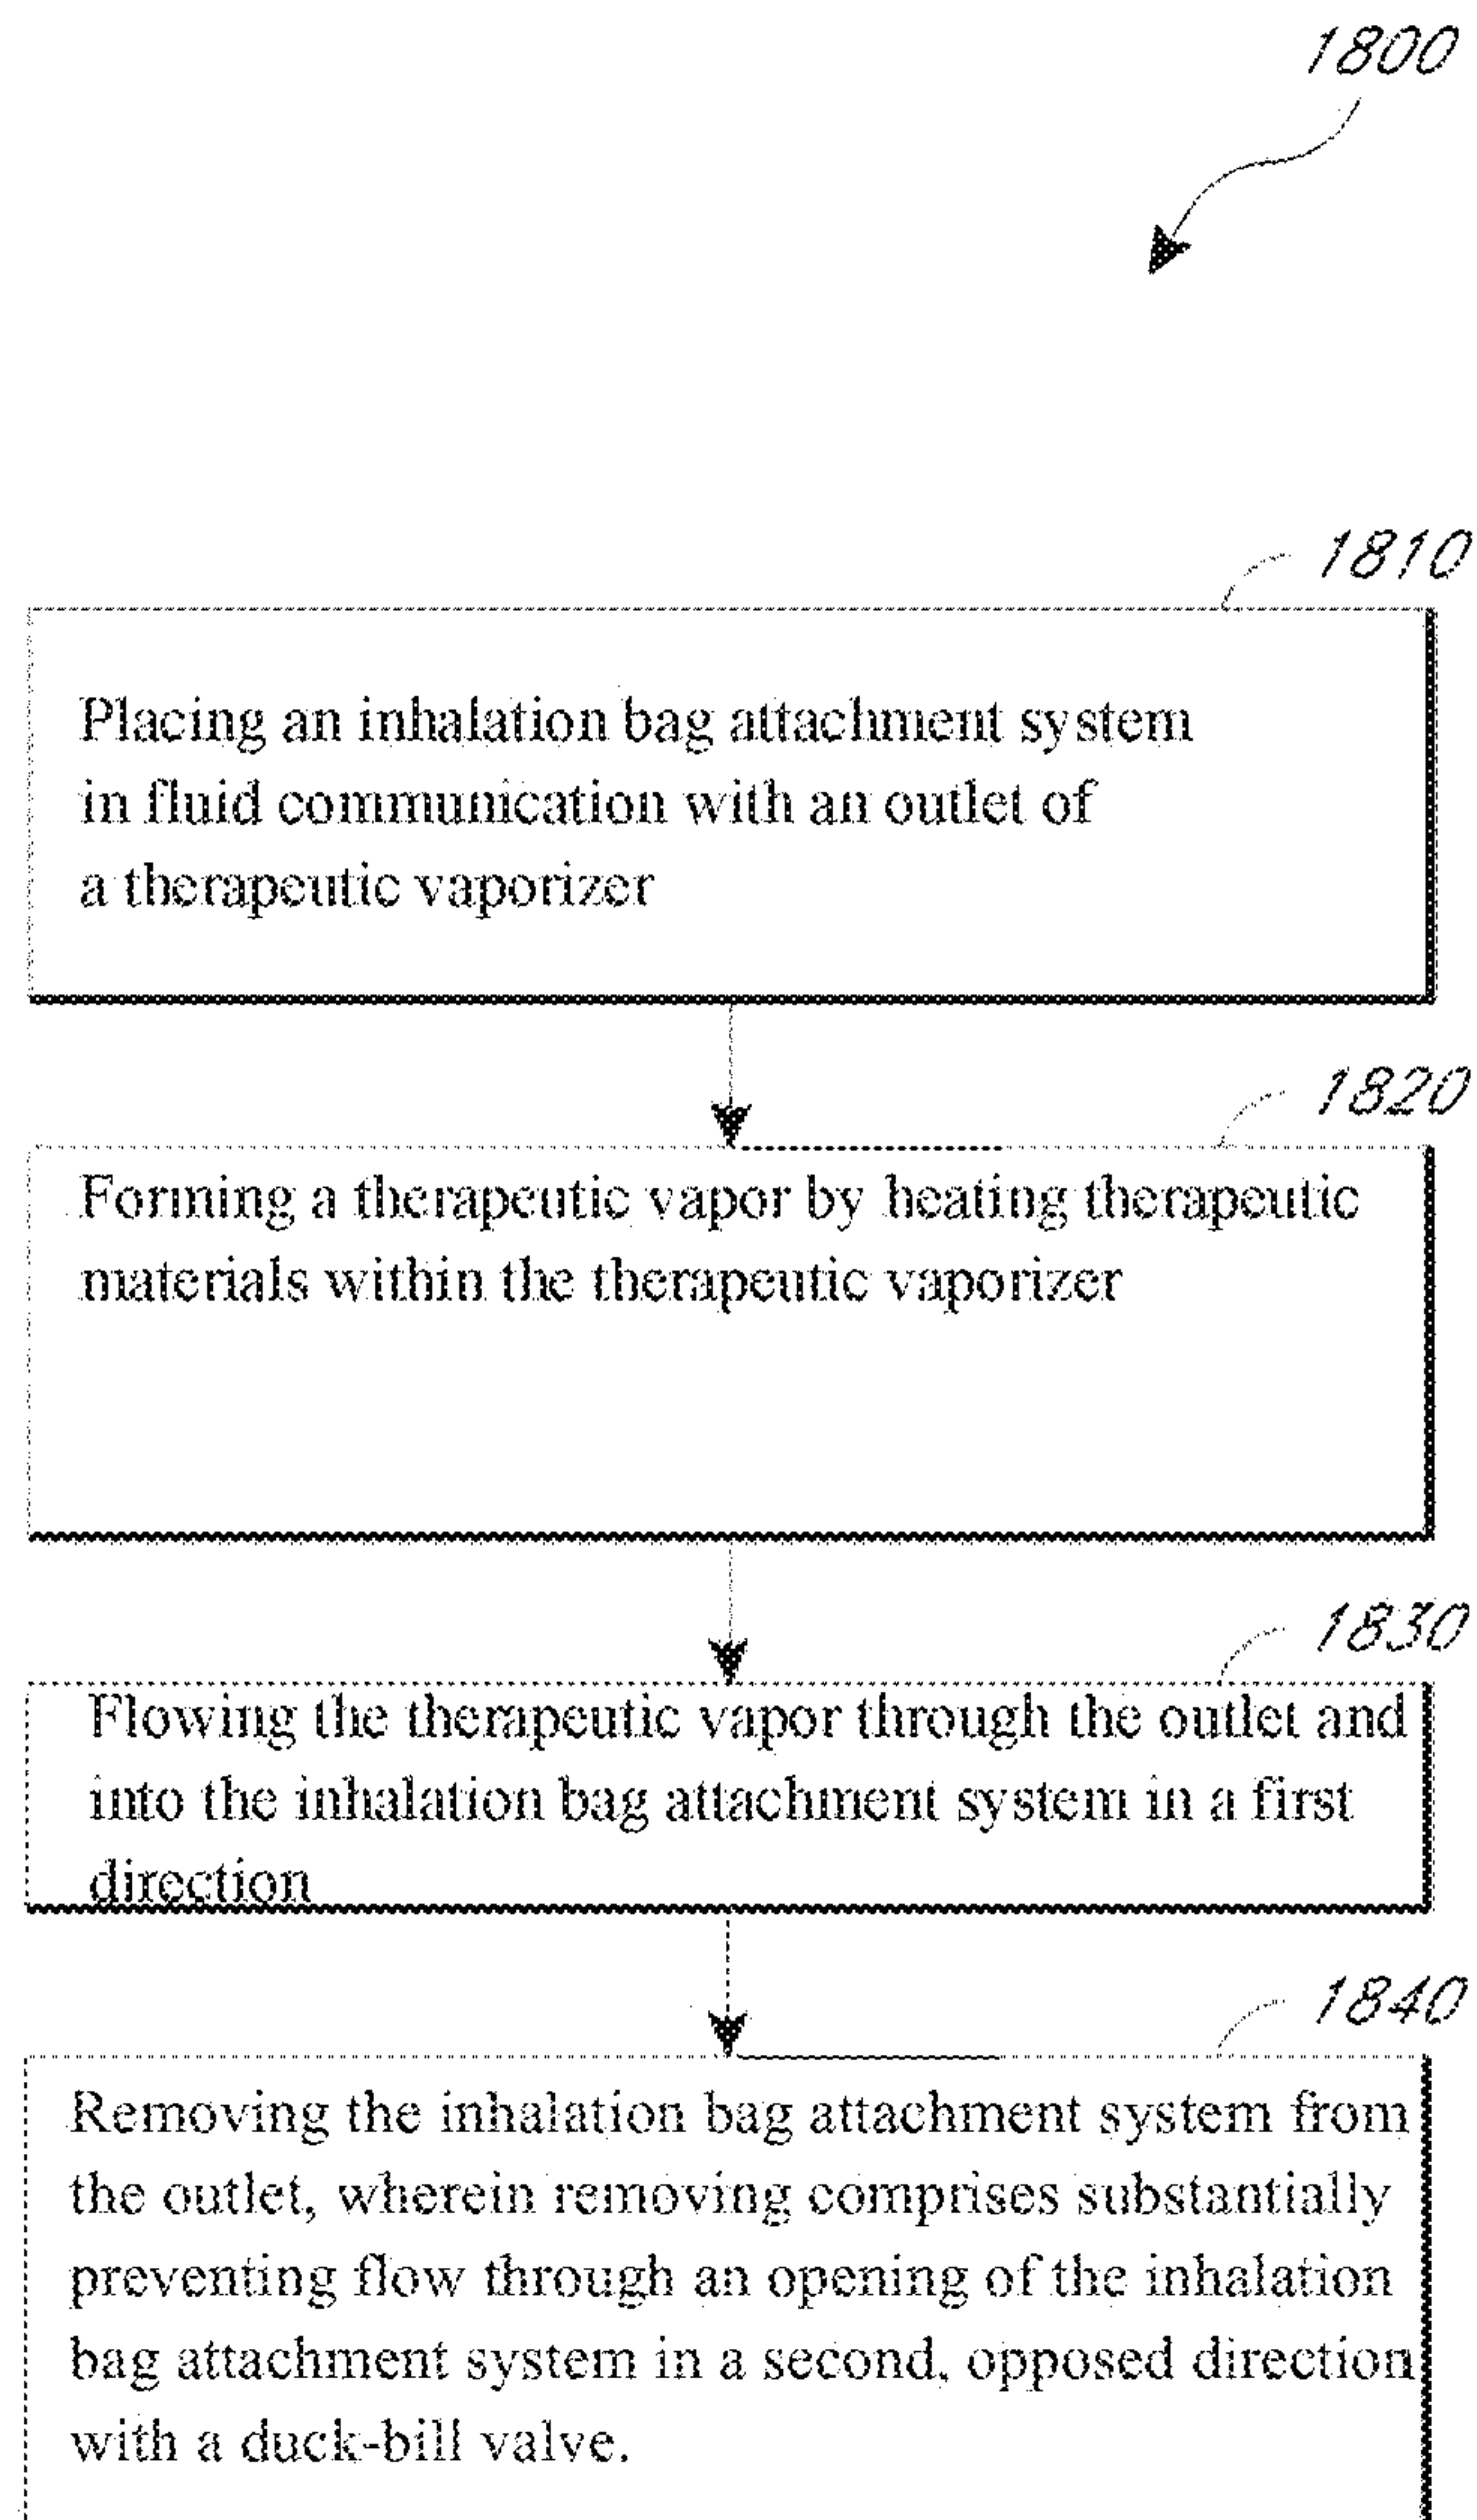 1800
1810
Placing an inhalation bag attachment system
in fluid communication with an outlet of
a therapeutic vaporizer
1820
Forming a therapeutic vapor by heating therapeutic
materials within the therapeutic vaporizer
1830
Flowing the therapeutic vapor through the outlet and
into the inhalation bag attachment system in a first
direction
1840
Removing the inhalation bag attachment system from
the outlet, wherein removing comprises substantially
preventing flow through an opening of the inhalation
bag attachment system in a second, opposed direction
with a duck-bill valve.